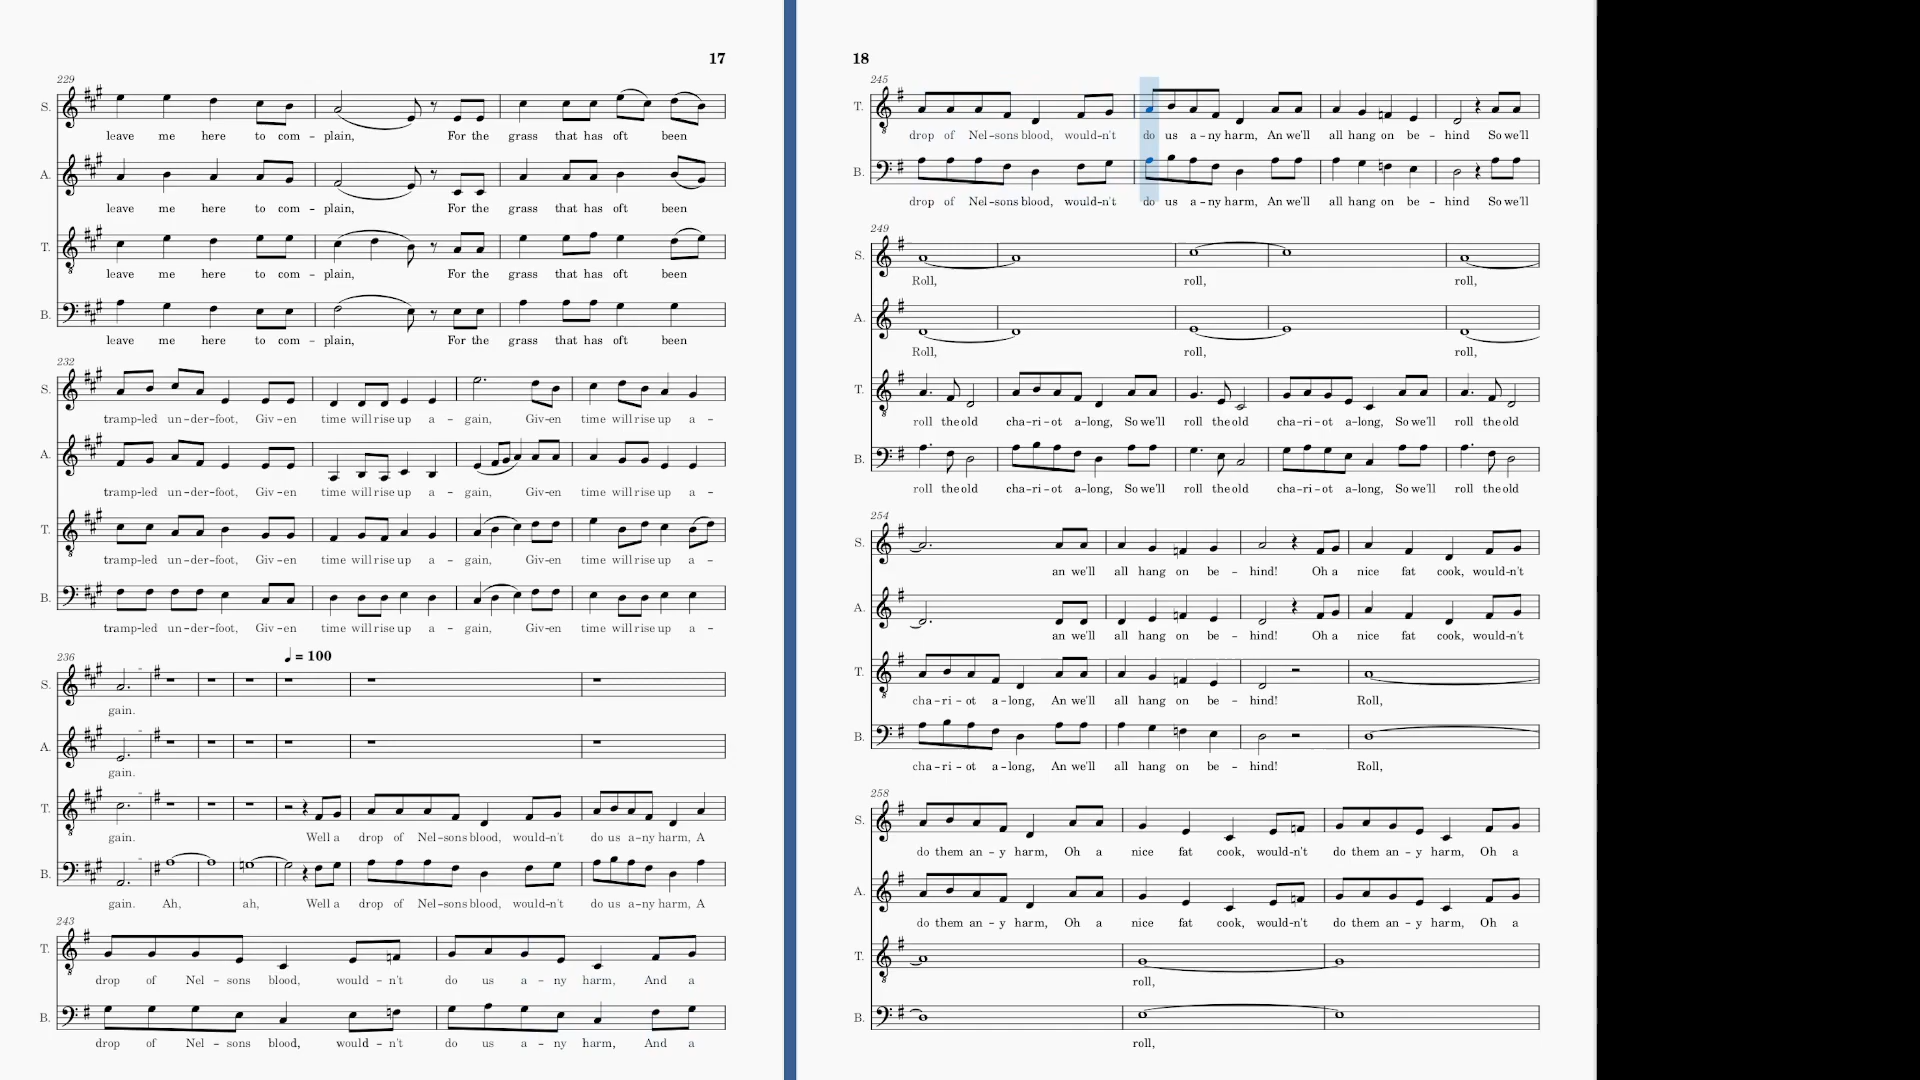 17
229
S.
leave me here to com – plain, For the grass that has oft been
A.
leave me here to com – plain, For the grass that has oft been
T.
leave me here to com – plain, For the grass that has oft been
B.
leave me here to com – plain, For the grass that has oft been
232
S.
tramp-led un-der-foot, Giv-en time will rise up a – gain, Giv-en time will rise up a –
A.
tramp-led un-der-foot, Giv-en time will rise up a – gain, Giv-en time will rise up a –
T.
tramp-led un-der-foot, Giv-en time will rise up a – gain, Giv-en time will rise up a –
B.
tramp-led un-der-foot, Giv-en time will rise up a – gain, Giv-en time will rise up a –
236
= 100
S.
gain.
A.
gain.
T.
gain. Well a drop of Nel-sons blood, would-n't do us a-ny harm, A
B.
gain. Ah, ah, Well a drop of Nel-sons blood, would-n't do us a-ny harm, A
243
T.
drop of Nel – sons blood, would – n't do us a – ny harm, And a
B.
drop of Nel – sons blood, would – n't do us a – ny harm, And a
18
245
T.
drop of Nel-sons blood, would-n't do us a-ny harm, An we'll all hang on be – hind So we'll
B.
drop of Nel-sons blood, would-n't do us a-ny harm, An we'll all hang on be – hind So we'll
249
S.
Roll, roll, roll,
A.
Roll, roll, roll,
T.
roll the old cha-ri-ot a-long, So we'll roll the old cha-ri-ot a-long, So we'll roll the old
B.
roll the old cha-ri-ot a-long, So we'll roll the old cha-ri-ot a-long, So we'll roll the old
254
S.
an we'll all hang on be – hind! Oh a nice fat cook, would-n't
A.
an we'll all hang on be – hind! Oh a nice fat cook, would-n't
T.
cha-ri-ot a-long, An we'll all hang on be – hind! Roll,
B.
cha-ri-ot a-long, An we'll all hang on be – hind! Roll,
258
S.
do them an-y harm, Oh a nice fat cook, would-n't do them an-y harm, Oh a
A.
do them an-y harm, Oh a nice fat cook, would-n't do them an-y harm, Oh a
T.
roll,
B.
roll,